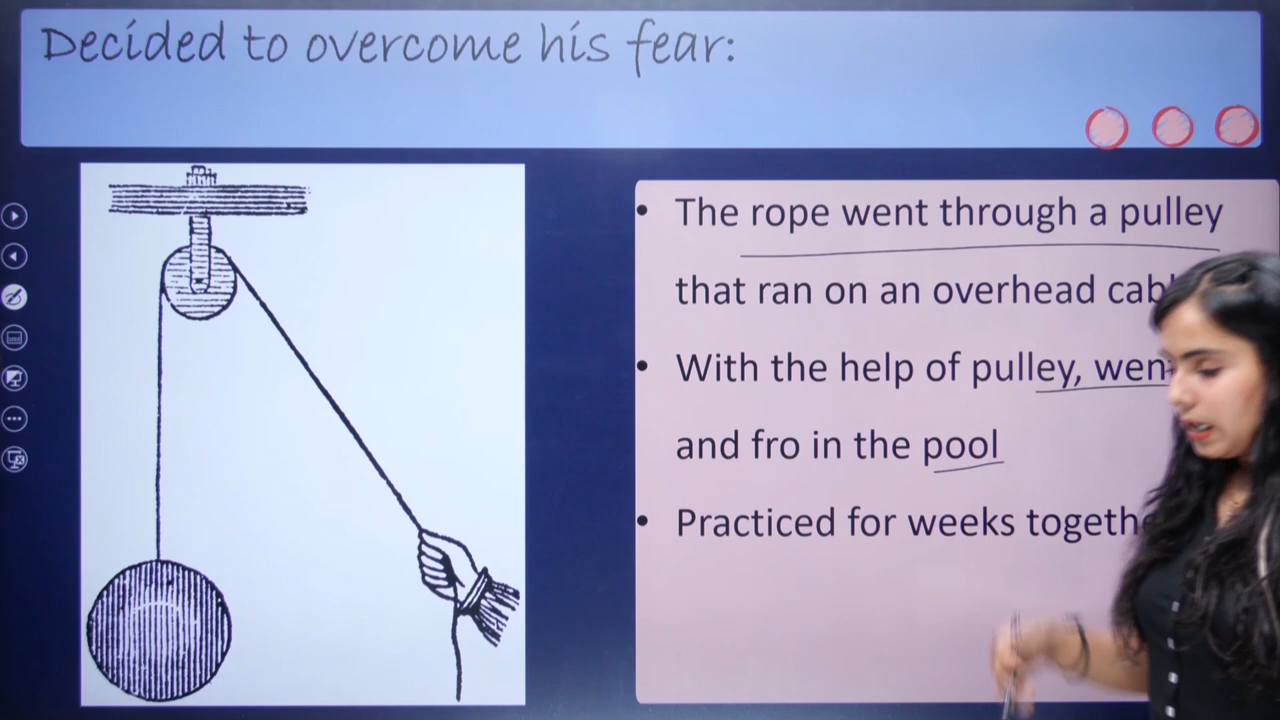 Decided to overcome his fear:
• The rope went through a pulley
that ran on an overhead
• With the help of pulley,
and fro in the pool
• Practiced for weeks